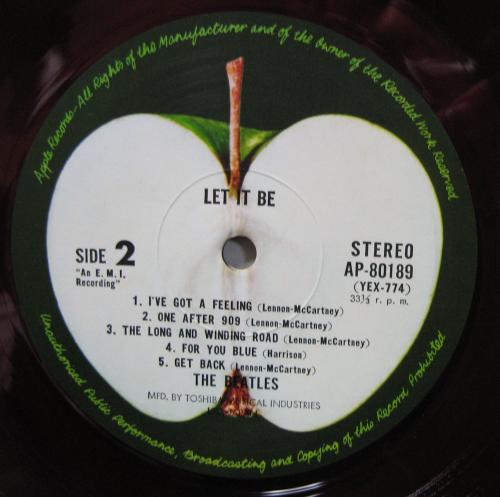 Apple Records-All Rights of the Manufacturer and of the Owner of the Recorded Work Reserved
LET IT BE
SIDE 2
"An E. M. I.
Recording"
STEREO
AP-80189
(YEX-774)
33⅓ r. p. m.
1. I'VE GOT A FEELING (Lennon-McCartney)
2. ONE AFTER 909 (Lennon-McCartney)
3. THE LONG AND WINDING ROAD (Lennon-McCartney)
4. FOR YOU BLUE (Harrison)
5. GET BACK (Lennon-McCartney)
THE BEATLES
MFD. BY TOSHIBA MUSICAL INDUSTRIES
Unauthorised Public Performance, Broadcasting and Copying of this Record Prohibited